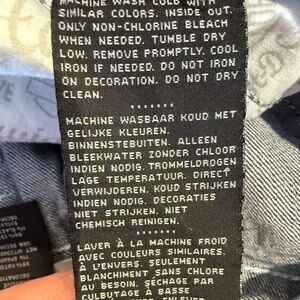 MACHINE WASH COLD WITH
SIMILAR COLORS. INSIDE OUT.
ONLY NON-CHLORINE BLEACH
WHEN NEEDED. TUMBLE DRY
LOW. REMOVE PROMPTLY. COOL
IRON IF NEEDED. DO NOT IRON
ON DECORATION. DO NOT DRY
CLEAN.
MACHINE WASBAAR KOUD MET
GELIJKE KLEUREN.
BINNENSTEBUITEN. ALLEEN
BLEEKWATER ZONDER CHLOOR
INDIEN NODIG. TROMMELDROGEN
LAGE TEMPERATUUR. DIRECT
VERWIJDEREN. KOUD STRIJKEN
INDIEN NODIG. DECORATIES
NIET STRIJKEN. NIET
CHEMISCH REINIGEN.
LAVER À LA MACHINE FROID
AVEC COULEURS SIMILAIRES.
À L'ENVERS. SEULEMENT
BLANCHIMENT SANS CHLORE
AU BESOIN. SÉCHAGE PAR
CULBUTAGE À BASSE
ENLEVER